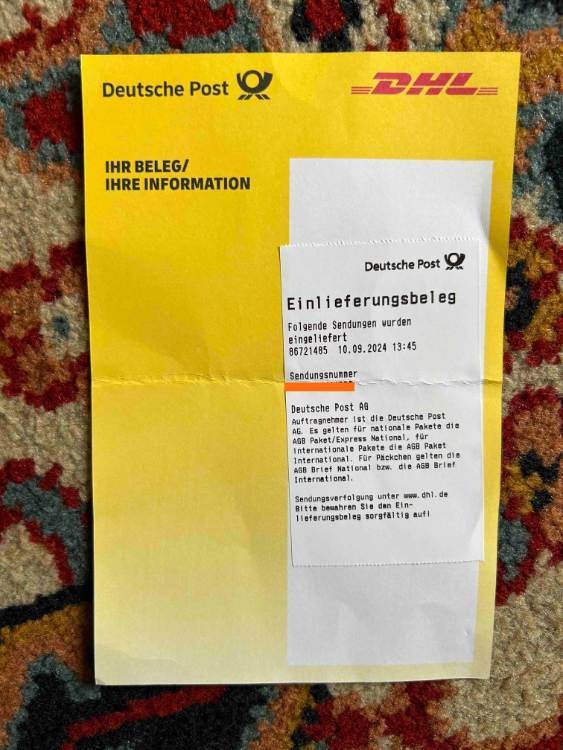 Deutsche Post
DHL
IHR BELEG/
IHRE INFORMATION
Deutsche Post
Einlieferungsbeleg
Folgende Sendungen wurden
eingeliefert
86721485 10.09.2024 13:45
Sendungsnummer
Deutsche Post AG
Auftragnehmer ist die Deutsche Post
AG. Es gelten für nationale Pakete die
AGB Paket/Express National, für
internationale Pakete die AGB Paket
International. Für Päckchen gelten die
AGB Brief National bzw. die AGB Brief
International.
Sendungsverfolgung unter www.dhl.de
Bitte bewahren Sie den Ein-
lieferungsbeleg sorgfältig auf!